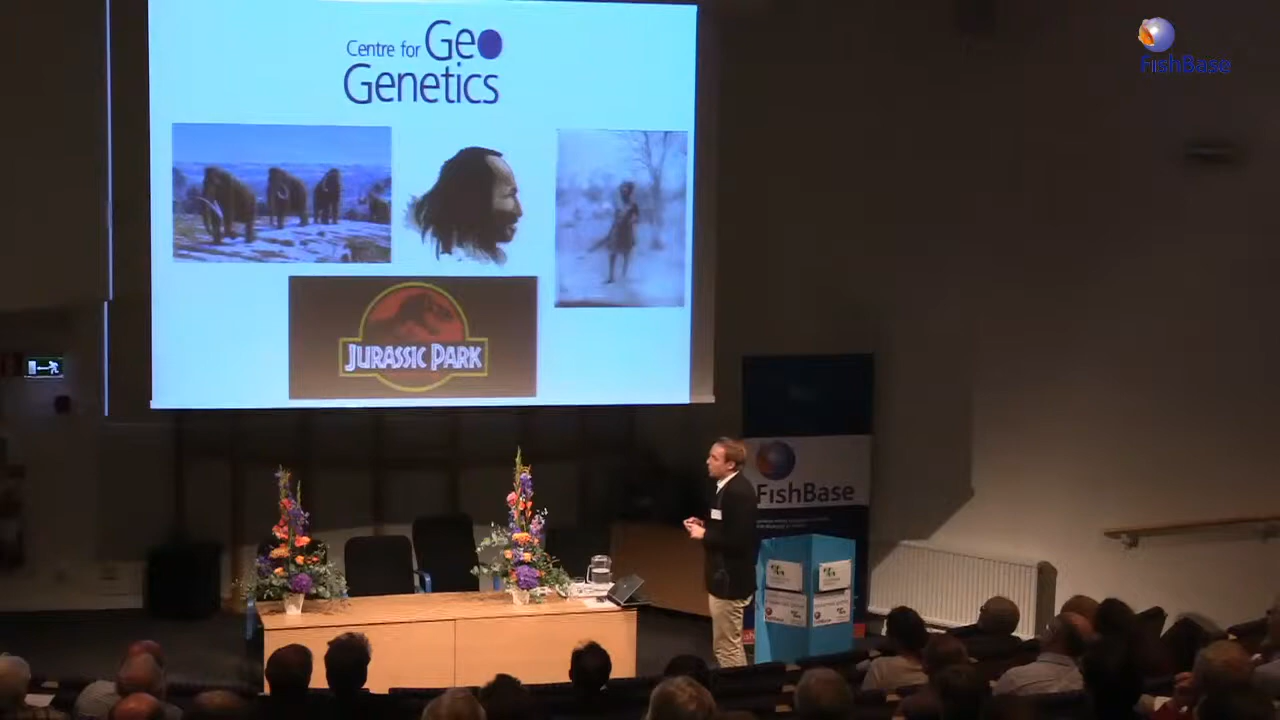 Centre for Geo
Genetics
JURASSIC PARK
FishBase
FishBase